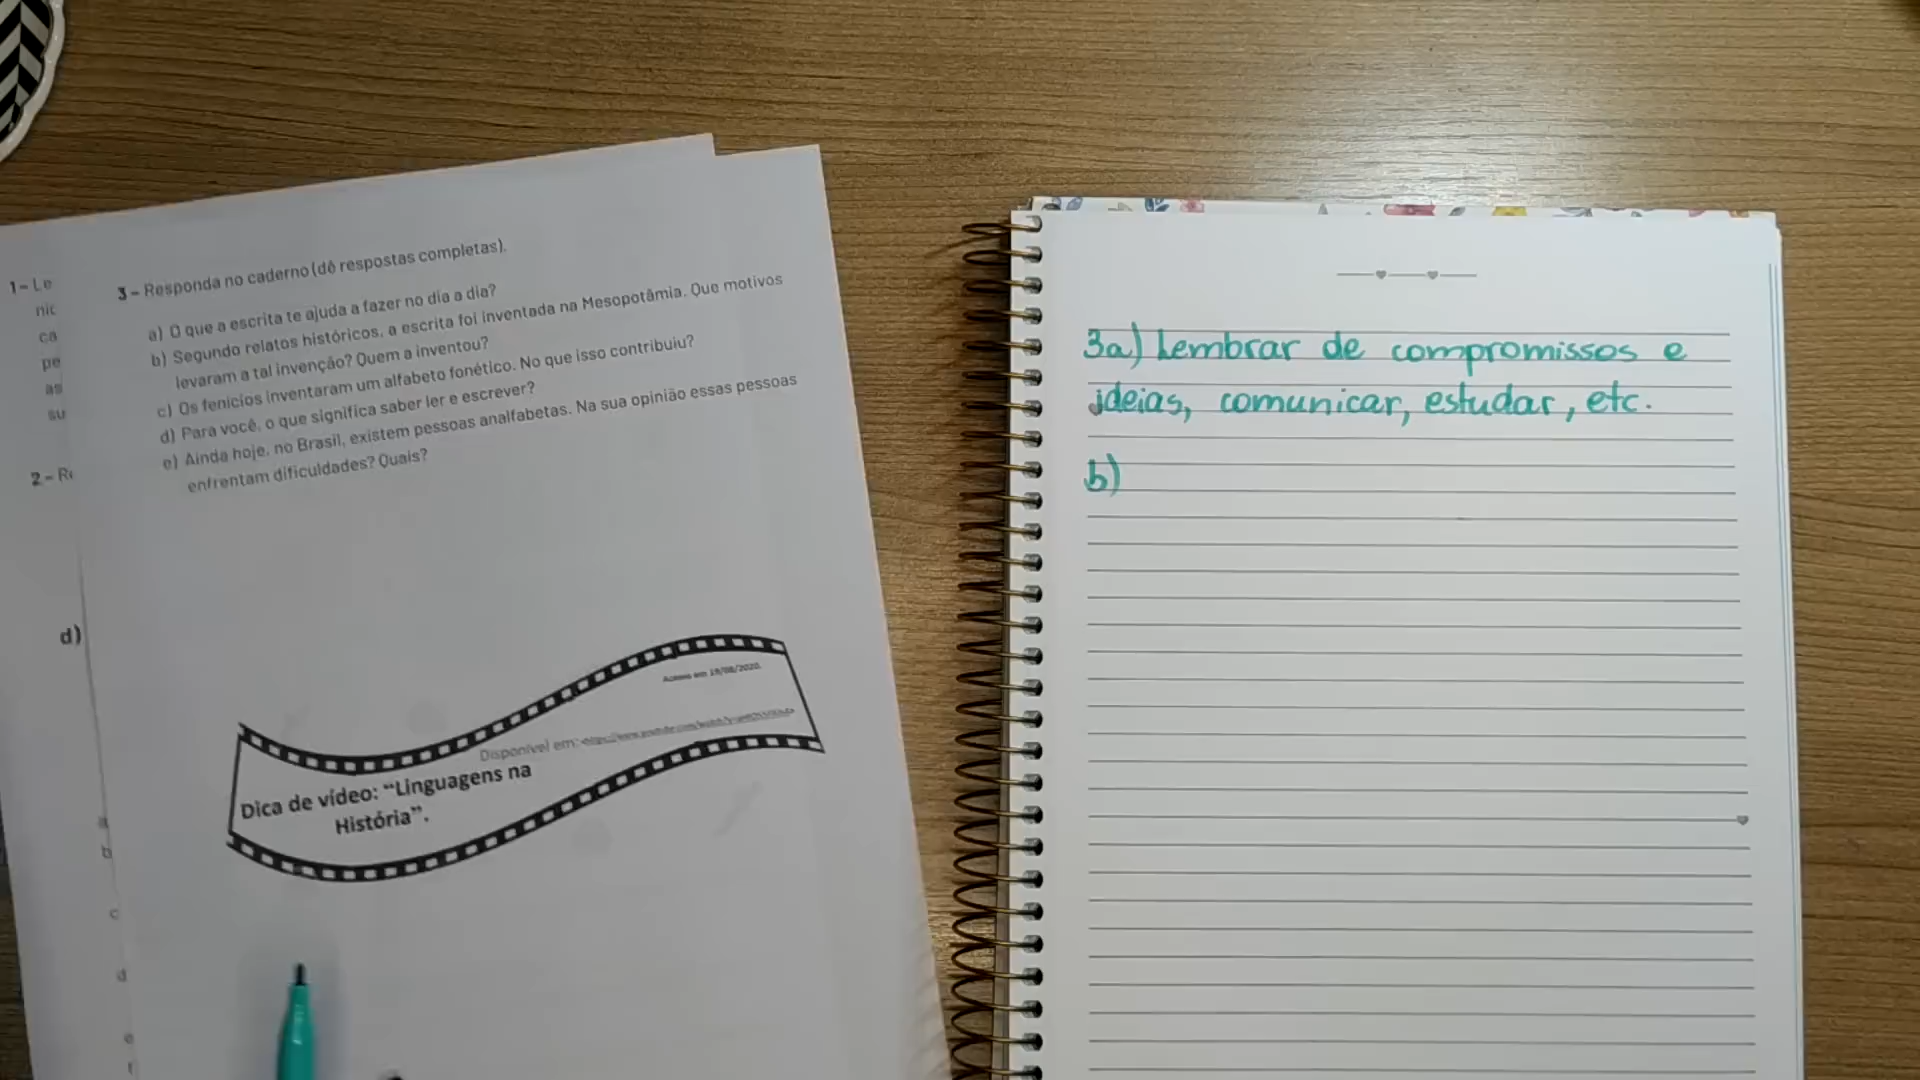 1 - Le
nic
ca
pe
as
su
2 - Re
d)
a
b
c
d
e
f
3 - Responda no caderno (dê respostas completas).
a) O que a escrita te ajuda a fazer no dia a dia?
b) Segundo relatos históricos, a escrita foi inventada na Mesopotâmia. Que motivos
levaram a tal invenção? Quem a inventou?
c) Os fenícios inventaram um alfabeto fonético. No que isso contribuiu?
d) Para você, o que significa saber ler e escrever?
e) Ainda hoje, no Brasil, existem pessoas analfabetas. Na sua opinião essas pessoas
enfrentam dificuldades? Quais?
Acesso em 19/08/2020.
Disponível em:
Dica de vídeo: “Linguagens na
História”.
3a) Lembrar de compromissos e
ideias, comunicar, estudar, etc.
b)